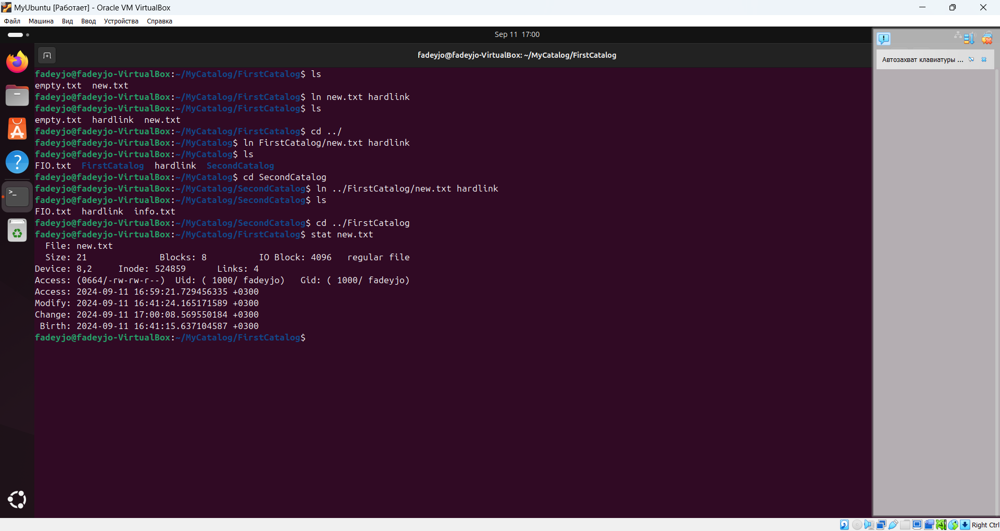 MyUbuntu [Работает] - Oracle VM VirtualBox
Файл Машина Вид Ввод Устройства Справка
Sep 11 17:00
fadeyjo@fadeyjo-VirtualBox: ~/MyCatalog/FirstCatalog
Автозахват клавиатуры ...
fadeyjo@fadeyjo-VirtualBox:~/MyCatalog/FirstCatalog$ ls
empty.txt  new.txt
fadeyjo@fadeyjo-VirtualBox:~/MyCatalog/FirstCatalog$ ln new.txt hardlink
fadeyjo@fadeyjo-VirtualBox:~/MyCatalog/FirstCatalog$ ls
empty.txt  hardlink  new.txt
fadeyjo@fadeyjo-VirtualBox:~/MyCatalog/FirstCatalog$ cd ../
fadeyjo@fadeyjo-VirtualBox:~/MyCatalog$ ln FirstCatalog/new.txt hardlink
fadeyjo@fadeyjo-VirtualBox:~/MyCatalog$ ls
FIO.txt  FirstCatalog  hardlink  SecondCatalog
fadeyjo@fadeyjo-VirtualBox:~/MyCatalog$ cd SecondCatalog
fadeyjo@fadeyjo-VirtualBox:~/MyCatalog/SecondCatalog$ ln ../FirstCatalog/new.txt hardlink
fadeyjo@fadeyjo-VirtualBox:~/MyCatalog/SecondCatalog$ ls
FIO.txt  hardlink  info.txt
fadeyjo@fadeyjo-VirtualBox:~/MyCatalog/SecondCatalog$ cd ../FirstCatalog
fadeyjo@fadeyjo-VirtualBox:~/MyCatalog/FirstCatalog$ stat new.txt
  File: new.txt
  Size: 21              Blocks: 8          IO Block: 4096   regular file
Device: 8,2     Inode: 524859      Links: 4
Access: (0664/-rw-rw-r--)  Uid: ( 1000/ fadeyjo)   Gid: ( 1000/ fadeyjo)
Access: 2024-09-11 16:59:21.729456335 +0300
Modify: 2024-09-11 16:41:24.165171589 +0300
Change: 2024-09-11 17:00:08.569550184 +0300
 Birth: 2024-09-11 16:41:15.637104587 +0300
fadeyjo@fadeyjo-VirtualBox:~/MyCatalog/FirstCatalog$
Right Ctrl